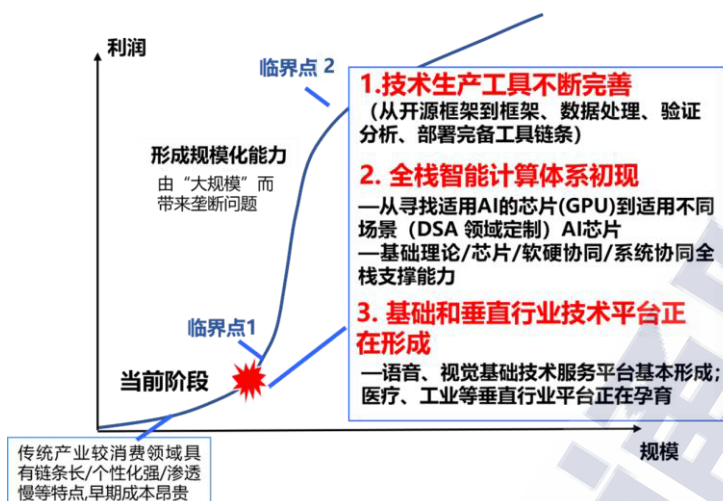 利润
临界点 2
形成规模化能力
由“大规模”而
带来垄断问题
临界点1
当前阶段
传统产业较消费领域具
有链条长/个性化强/渗透
慢等特点,早期成本昂贵
1.技术生产工具不断完善
（从开源框架到框架、数据处理、验证
分析、部署完备工具链条）
2. 全栈智能计算体系初现
—从寻找适用AI的芯片(GPU)到适用不同
场景（DSA 领域定制）AI芯片
—基础理论/芯片/软硬协同/系统协同全
栈支撑能力
3. 基础和垂直行业技术平台正
在形成
—语音、视觉基础技术服务平台基本形成；
医疗、工业等垂直行业平台正在孕育
规模